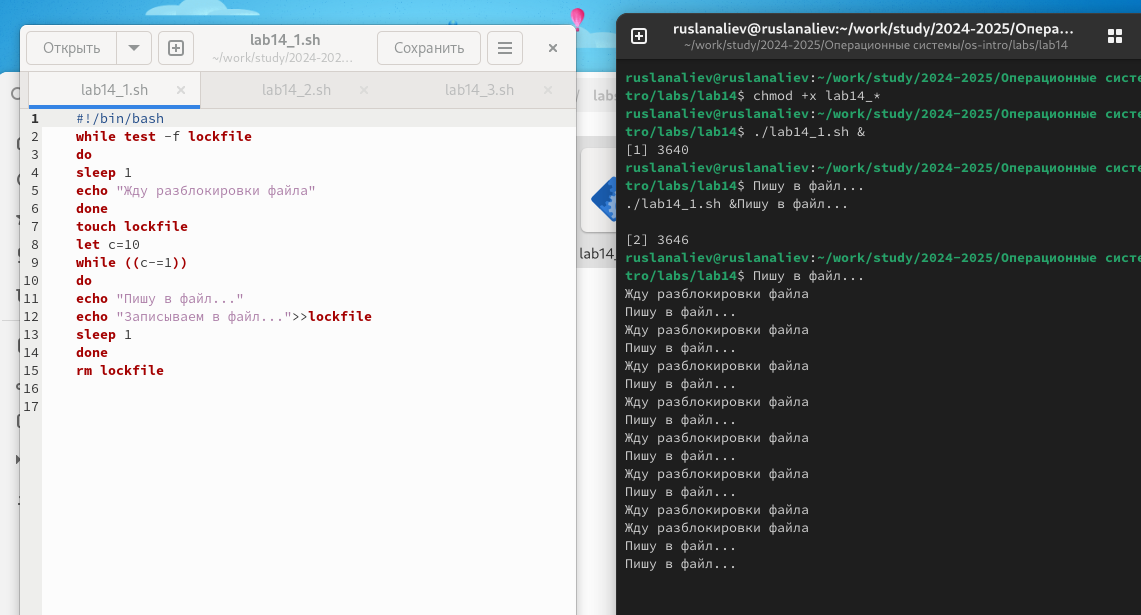 Открыть
lab14_1.sh
~/work/study/2024-202...
Сохранить
lab14_1.sh
lab14_2.sh
lab14_3.sh
1 #!/bin/bash
2 while test -f lockfile
3 do
4 sleep 1
5 echo "Жду разблокировки файла"
6 done
7 touch lockfile
8 let c=10
9 while ((c-=1))
10 do
11 echo "Пишу в файл..."
12 echo "Записываем в файл...">>lockfile
13 sleep 1
14 done
15 rm lockfile
16
17
/ labs
lab14_
ruslanaliev@ruslanaliev:~/work/study/2024-2025/Опера...
~/work/study/2024-2025/Операционные системы/os-intro/labs/lab14
ruslanaliev@ruslanaliev:~/work/study/2024-2025/Операционные систе
tro/labs/lab14$ chmod +x lab14_*
ruslanaliev@ruslanaliev:~/work/study/2024-2025/Операционные систе
tro/labs/lab14$ ./lab14_1.sh &
[1] 3640
ruslanaliev@ruslanaliev:~/work/study/2024-2025/Операционные систе
tro/labs/lab14$ Пишу в файл...
./lab14_1.sh &Пишу в файл...
[2] 3646
ruslanaliev@ruslanaliev:~/work/study/2024-2025/Операционные систе
tro/labs/lab14$ Пишу в файл...
Жду разблокировки файла
Пишу в файл...
Жду разблокировки файла
Пишу в файл...
Жду разблокировки файла
Пишу в файл...
Жду разблокировки файла
Пишу в файл...
Жду разблокировки файла
Пишу в файл...
Жду разблокировки файла
Пишу в файл...
Жду разблокировки файла
Жду разблокировки файла
Пишу в файл...
Пишу в файл...